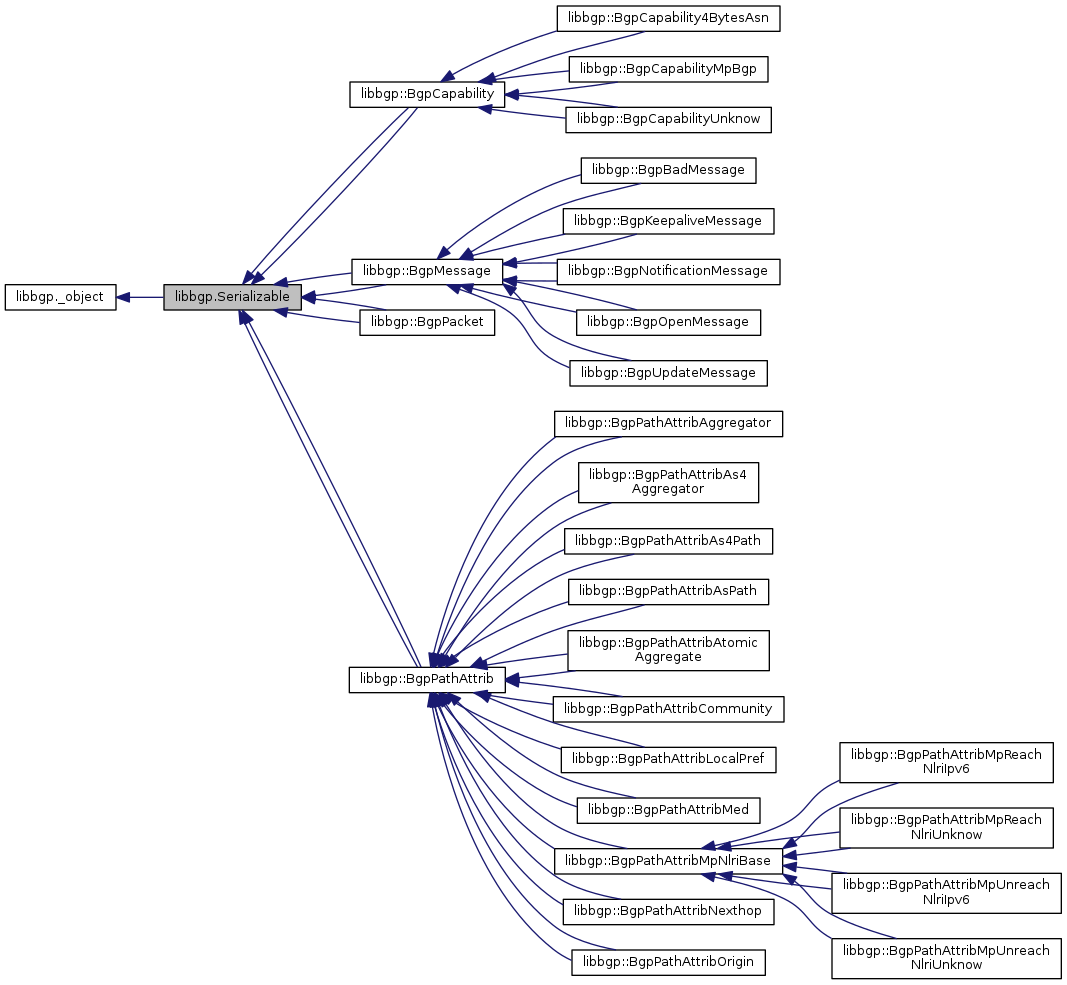 libbgp::BgpCapability4BytesAsn
libbgp::BgpCapabilityMpBgp
libbgp::BgpCapability
libbgp::BgpCapabilityUnknow
libbgp::BgpBadMessage
libbgp::BgpKeepaliveMessage
libbgp::BgpMessage
libbgp::BgpNotificationMessage
libbgp._object
libbgp.Serializable
libbgp::BgpPacket
libbgp::BgpOpenMessage
libbgp::BgpUpdateMessage
libbgp::BgpPathAttribAggregator
libbgp::BgpPathAttribAs4
Aggregator
libbgp::BgpPathAttribAs4Path
libbgp::BgpPathAttribAsPath
libbgp::BgpPathAttribAtomic
Aggregate
libbgp::BgpPathAttrib
libbgp::BgpPathAttribCommunity
libbgp::BgpPathAttribLocalPref
libbgp::BgpPathAttribMpReach
NlriIpv6
libbgp::BgpPathAttribMed
libbgp::BgpPathAttribMpReach
NlriUnknow
libbgp::BgpPathAttribMpNlriBase
libbgp::BgpPathAttribMpUnreach
NlriIpv6
libbgp::BgpPathAttribNexthop
libbgp::BgpPathAttribMpUnreach
NlriUnknow
libbgp::BgpPathAttribOrigin